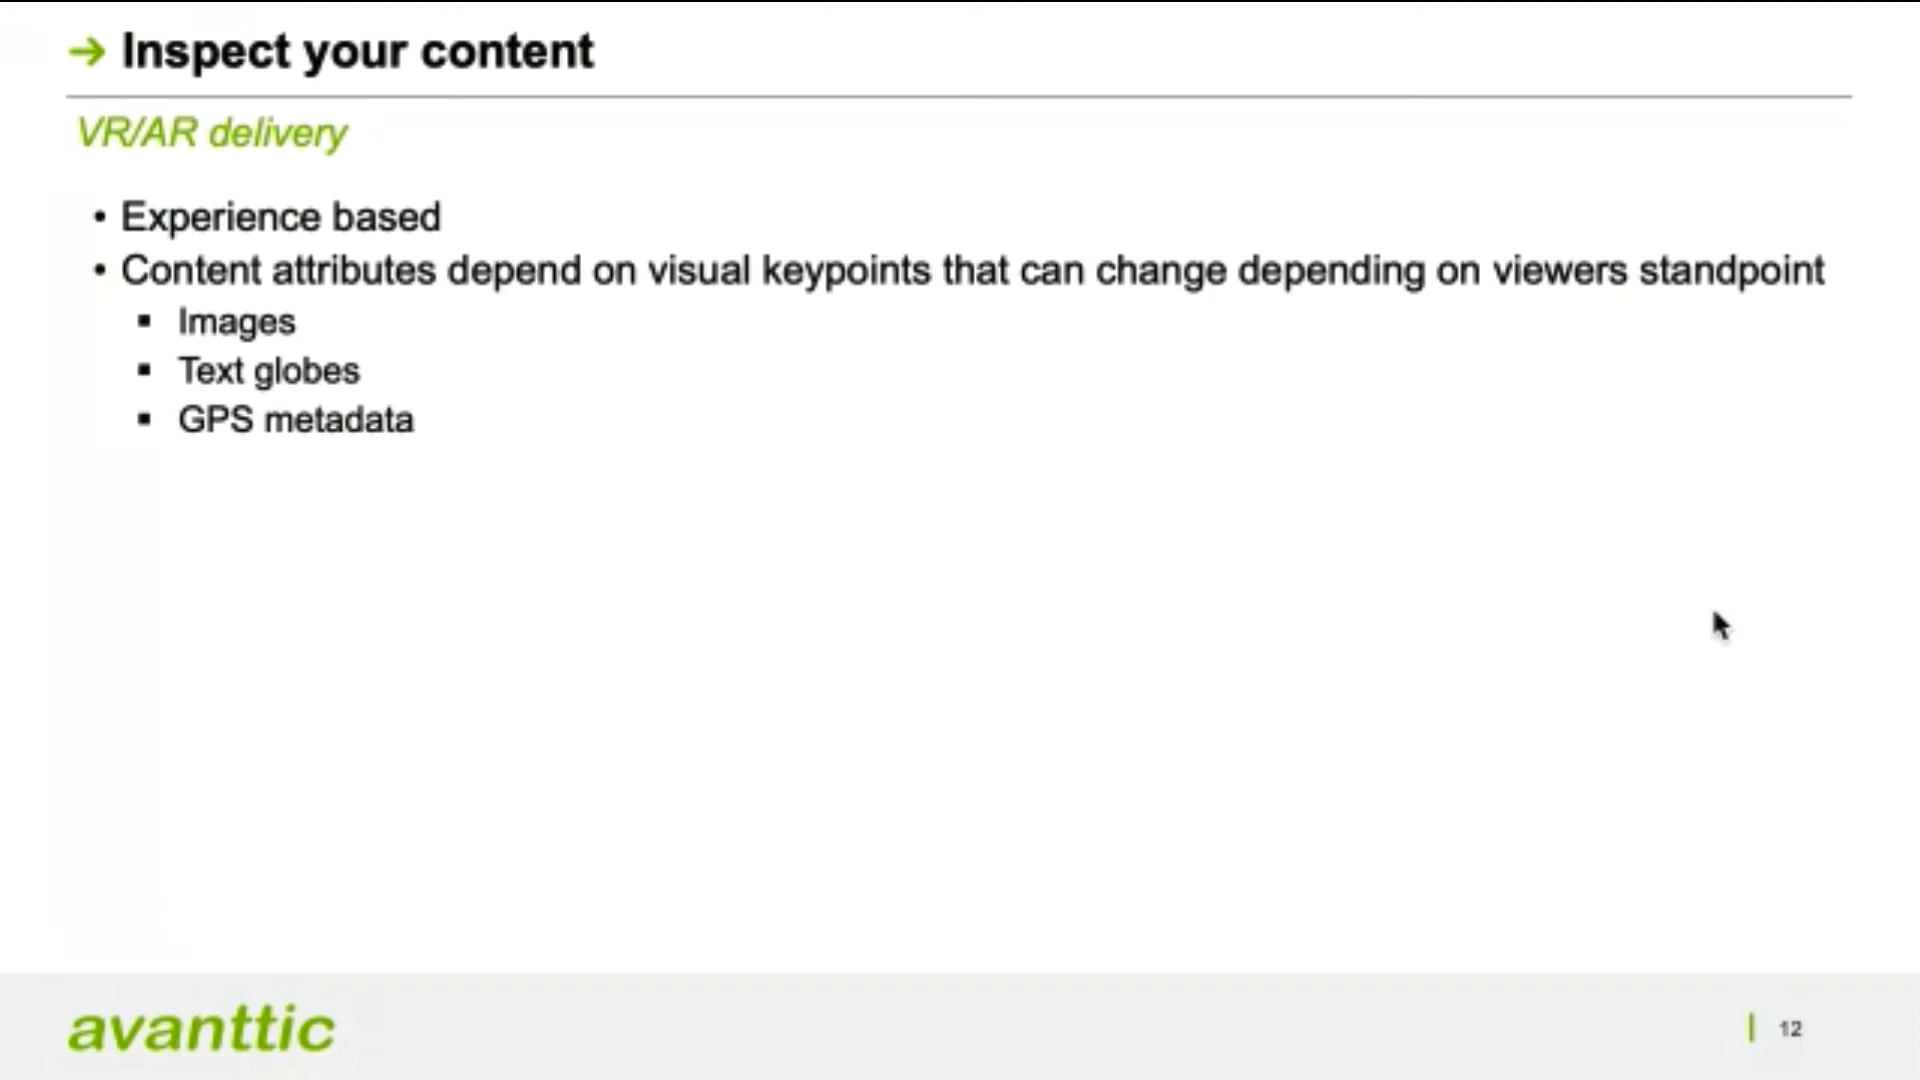 Inspect your content
VR/AR delivery
• Experience based
• Content attributes depend on visual keypoints that can change depending on viewers standpoint
▪ Images
▪ Text globes
▪ GPS metadata
avanttic
12